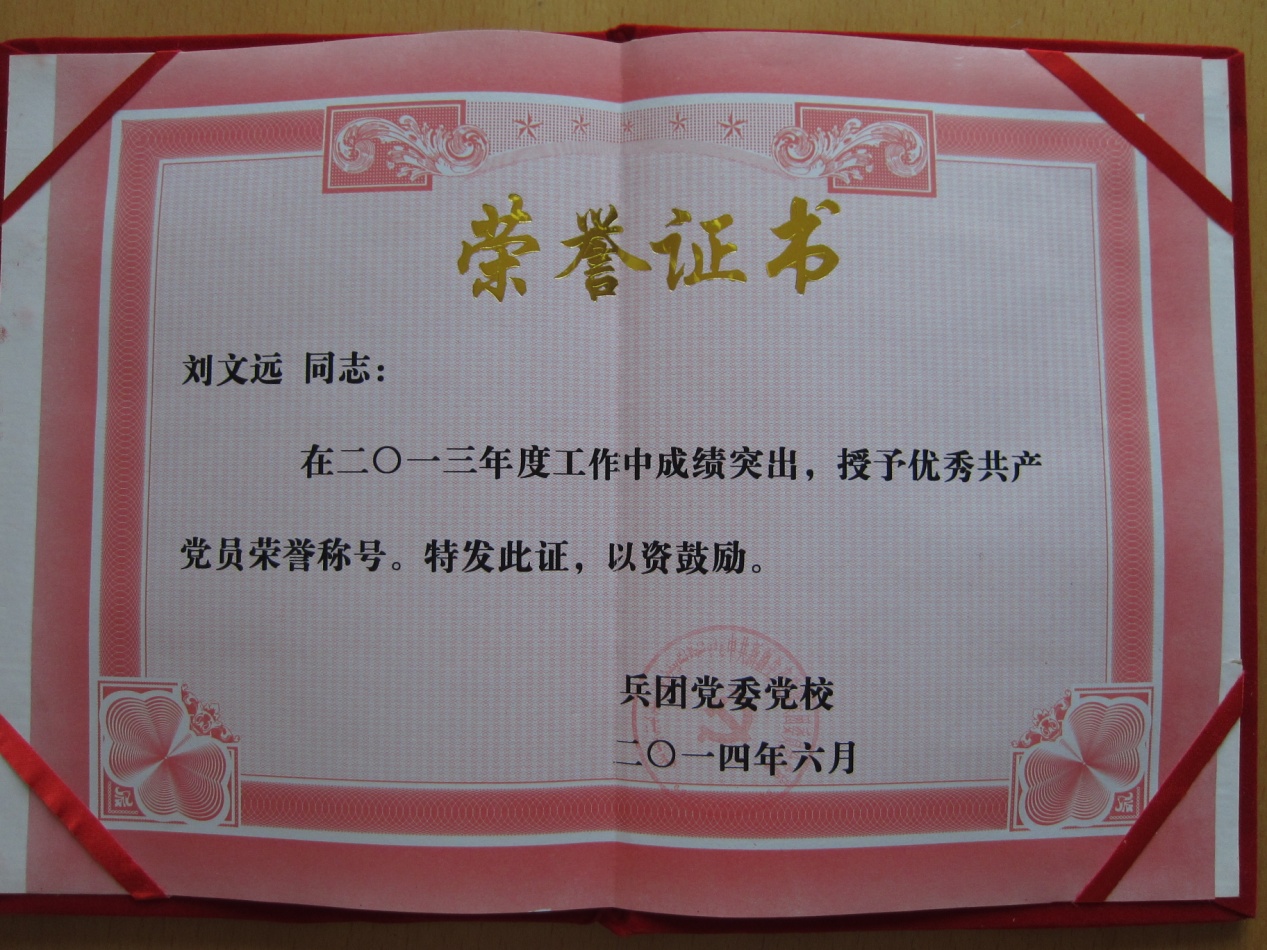 荣誉证书
刘文远 同志：
在二〇一三年度工作中成绩突出，授予优秀共产
党员荣誉称号。特发此证，以资鼓励。
兵团党委党校
二〇一四年六月